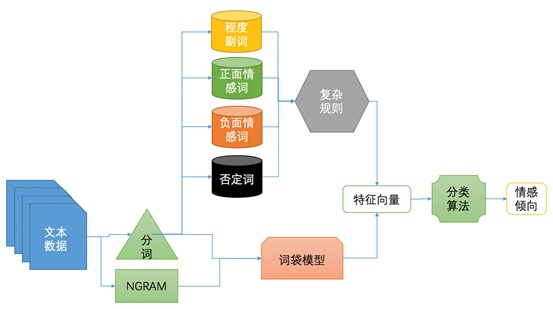 程度
副词
正面情
感词
负面情
感词
否定词
复杂
规则
文本
数据
分
词
NGRAM
词袋模型
特征向量
分类
算法
情感
倾向